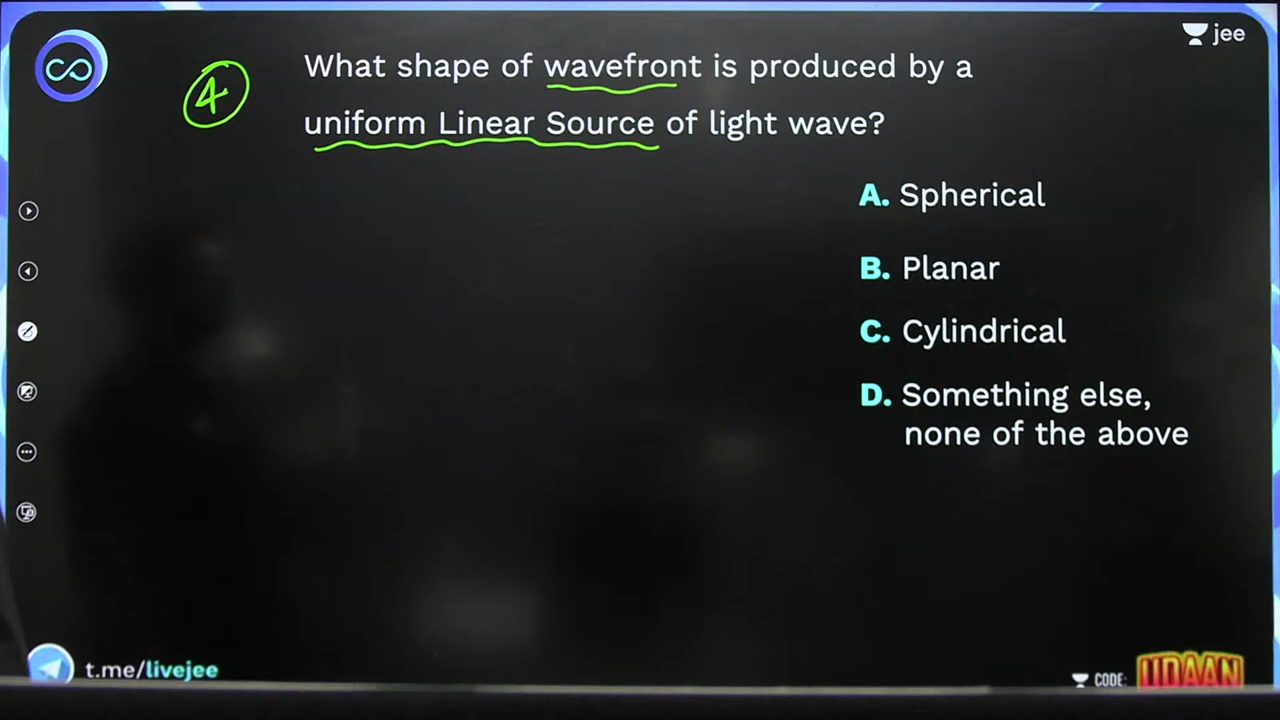 jee
4
What shape of wavefront is produced by a
uniform Linear Source of light wave?
A. Spherical
B. Planar
C. Cylindrical
D. Something else,
none of the above
t.me/livejee
CODE: UDAAN